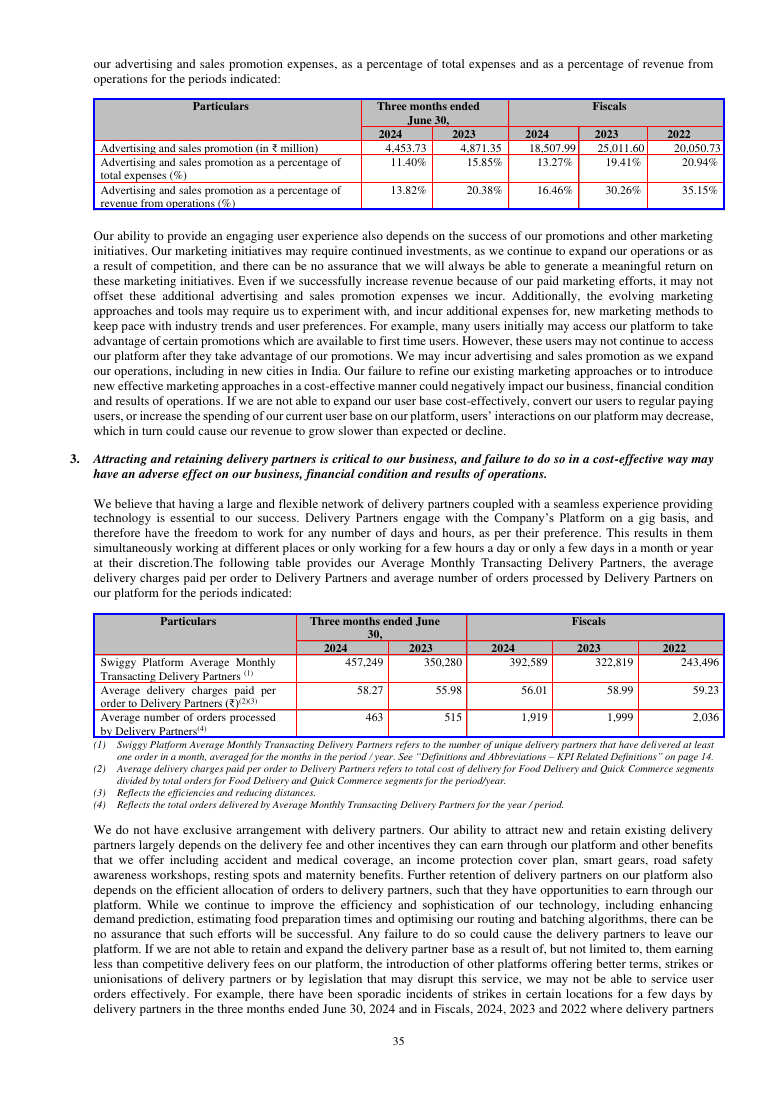 our advertising and sales promotion expenses, as a percentage of total expenses and as a percentage of revenue from
operations for the periods indicated:
Particulars Three months ended June 30, Fiscals
2024 2023 2024 2023 2022
Advertising and sales promotion (in ₹ million) 4,453.73 4,871.35 18,507.99 25,011.60 20,050.73
Advertising and sales promotion as a percentage of total expenses (%) 11.40% 15.85% 13.27% 19.41% 20.94%
Advertising and sales promotion as a percentage of revenue from operations (%) 13.82% 20.38% 16.46% 30.26% 35.15%
Our ability to provide an engaging user experience also depends on the success of our promotions and other marketing
initiatives. Our marketing initiatives may require continued investments, as we continue to expand our operations or as
a result of competition, and there can be no assurance that we will always be able to generate a meaningful return on
these marketing initiatives. Even if we successfully increase revenue because of our paid marketing efforts, it may not
offset these additional advertising and sales promotion expenses we incur. Additionally, the evolving marketing
approaches and tools may require us to experiment with, and incur additional expenses for, new marketing methods to
keep pace with industry trends and user preferences. For example, many users initially may access our platform to take
advantage of certain promotions which are available to first time users. However, these users may not continue to access
our platform after they take advantage of our promotions. We may incur advertising and sales promotion as we expand
our operations, including in new cities in India. Our failure to refine our existing marketing approaches or to introduce
new effective marketing approaches in a cost-effective manner could negatively impact our business, financial condition
and results of operations. If we are not able to expand our user base cost-effectively, convert our users to regular paying
users, or increase the spending of our current user base on our platform, users' interactions on our platform may decrease,
which in turn could cause our revenue to grow slower than expected or decline.
3. Attracting and retaining delivery partners is critical to our business, and failure to do so in a cost-effective way may
have an adverse effect on our business, financial condition and results of operations.
We believe that having a large and flexible network of delivery partners coupled with a seamless experience providing
technology is essential to our success. Delivery Partners engage with the Company's Platform on a gig basis, and
therefore have the freedom to work for any number of days and hours, as per their preference. This results in them
simultaneously working at different places or only working for a few hours a day or only a few days in a month or year
at their discretion.The following table provides our Average Monthly Transacting Delivery Partners, the average
delivery charges paid per order to Delivery Partners and average number of orders processed by Delivery Partners on
our platform for the periods indicated:
Particulars Three months ended June 30, Fiscals
2024 2023 2024 2023 2022
Swiggy Platform Average Monthly Transacting Delivery Partners (1) 457,249 350,280 392,589 322,819 243,496
Average delivery charges paid per order to Delivery Partners (₹)(2)(3) 58.27 55.98 56.01 58.99 59.23
Average number of orders processed by Delivery Partners(4) 463 515 1,919 1,999 2,036
(1) Swiggy Platform Average Monthly Transacting Delivery Partners refers to the number of unique delivery partners that have delivered at least
one order in a month, averaged for the months in the period / year. See "Definitions and Abbreviations – KPI Related Definitions" on page 14.
(2) Average delivery charges paid per order to Delivery Partners refers to total cost of delivery for Food Delivery and Quick Commerce segments
divided by total orders for Food Delivery and Quick Commerce segments for the period/year.
(3) Reflects the efficiencies and reducing distances.
(4) Reflects the total orders delivered by Average Monthly Transacting Delivery Partners for the year / period.
We do not have exclusive arrangement with delivery partners. Our ability to attract new and retain existing delivery
partners largely depends on the delivery fee and other incentives they can earn through our platform and other benefits
that we offer including accident and medical coverage, an income protection cover plan, smart gears, road safety
awareness workshops, resting spots and maternity benefits. Further retention of delivery partners on our platform also
depends on the efficient allocation of orders to delivery partners, such that they have opportunities to earn through our
platform. While we continue to improve the efficiency and sophistication of our technology, including enhancing
demand prediction, estimating food preparation times and optimising our routing and batching algorithms, there can be
no assurance that such efforts will be successful. Any failure to do so could cause the delivery partners to leave our
platform. If we are not able to retain and expand the delivery partner base as a result of, but not limited to, them earning
less than competitive delivery fees on our platform, the introduction of other platforms offering better terms, strikes or
unionisations of delivery partners or by legislation that may disrupt this service, we may not be able to service user
orders effectively. For example, there have been sporadic incidents of strikes in certain locations for a few days by
delivery partners in the three months ended June 30, 2024 and in Fiscals, 2024, 2023 and 2022 where delivery partners
35